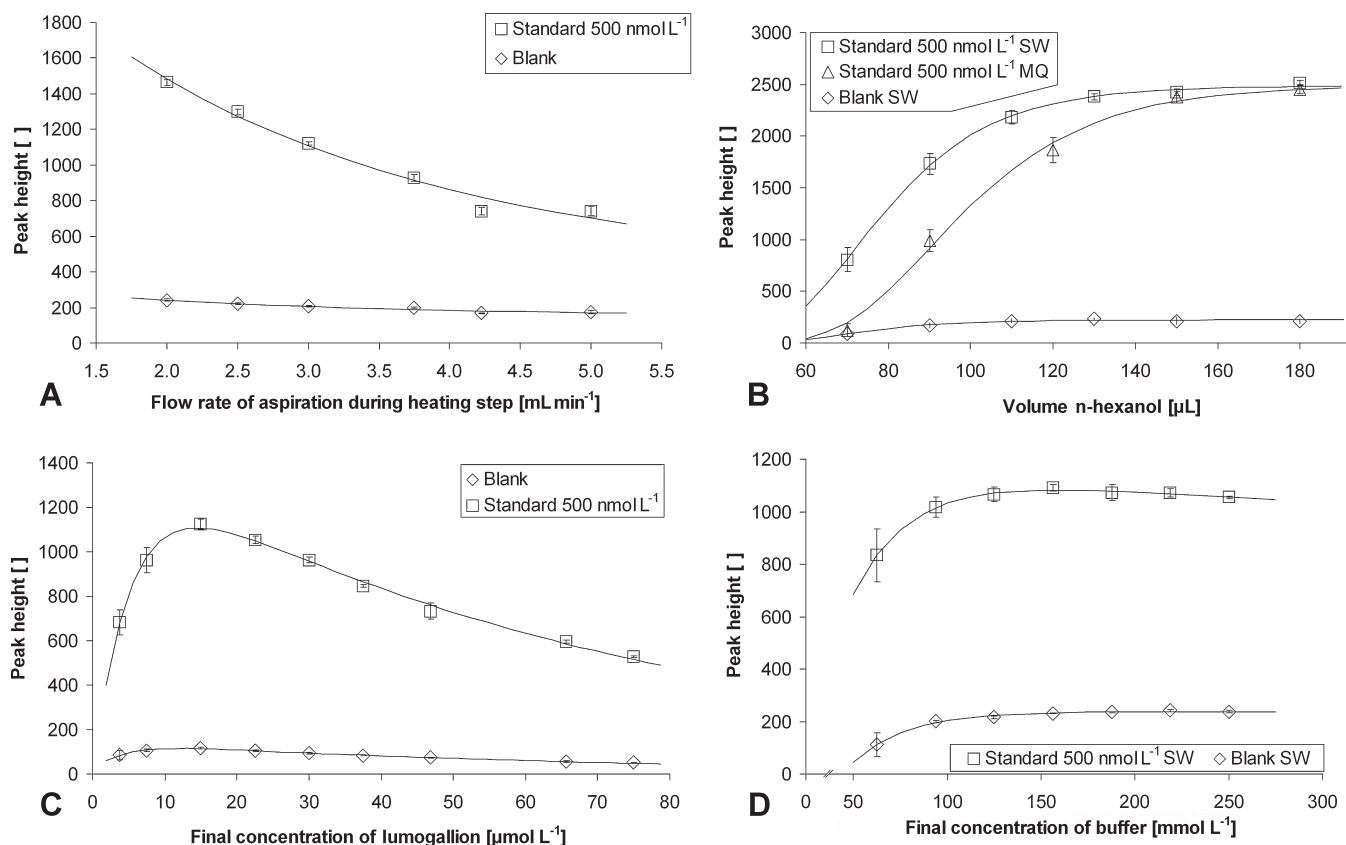 1800
1600
1400
1200
1000
800
600
400
200
0
Peak height [ ]
Standard 500 nmol L⁻¹
Blank
1.5 2.0 2.5 3.0 3.5 4.0 4.5 5.0 5.5
A
Flow rate of aspiration during heating step [mL min⁻¹]
3000
2500
2000
1500
1000
500
0
Peak height [ ]
Standard 500 nmol L⁻¹ SW
Standard 500 nmol L⁻¹ MQ
Blank SW
60 80 100 120 140 160 180
B
Volume n-hexanol [µL]
1400
1200
1000
800
600
400
200
0
Peak height [ ]
Blank
Standard 500 nmol L⁻¹
0 10 20 30 40 50 60 70 80
C
Final concentration of lumogallion [µmol L⁻¹]
1200
1000
800
600
400
200
0
Peak height [ ]
Standard 500 nmol L⁻¹ SW Blank SW
0 50 100 150 200 250 300
D
Final concentration of buffer [mmol L⁻¹]